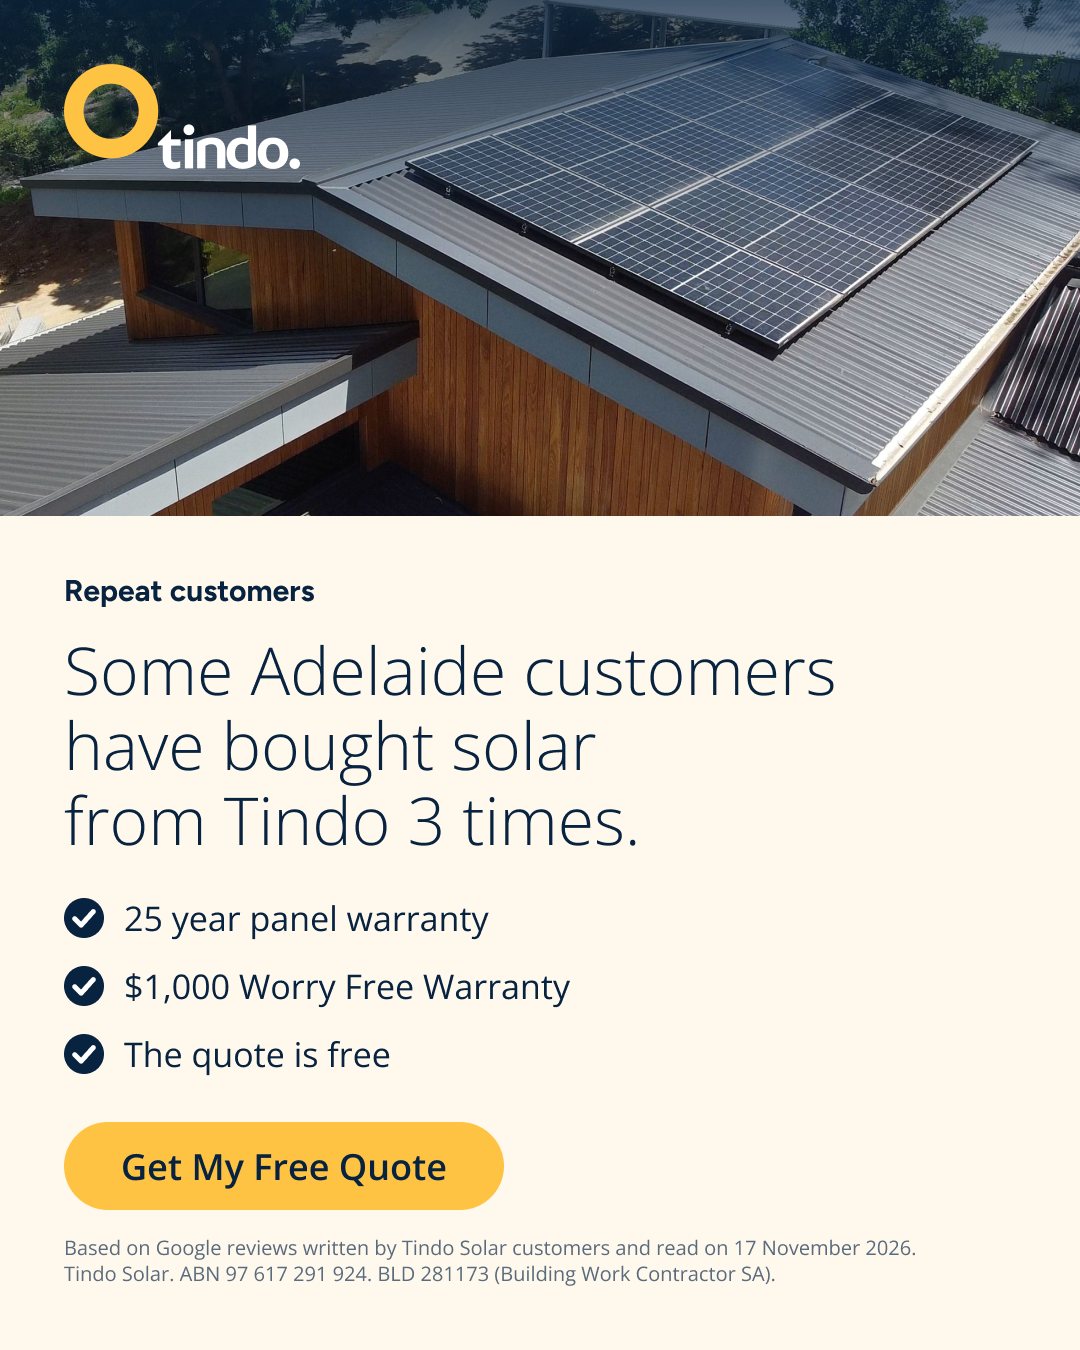 tindo.
Repeat customers
Some Adelaide customers
have bought solar
from Tindo 3 times.
25 year panel warranty
$1,000 Worry Free Warranty
The quote is free
Get My Free Quote
Based on Google reviews written by Tindo Solar customers and read on 17 November 2026.
Tindo Solar. ABN 97 617 291 924. BLD 281173 (Building Work Contractor SA).